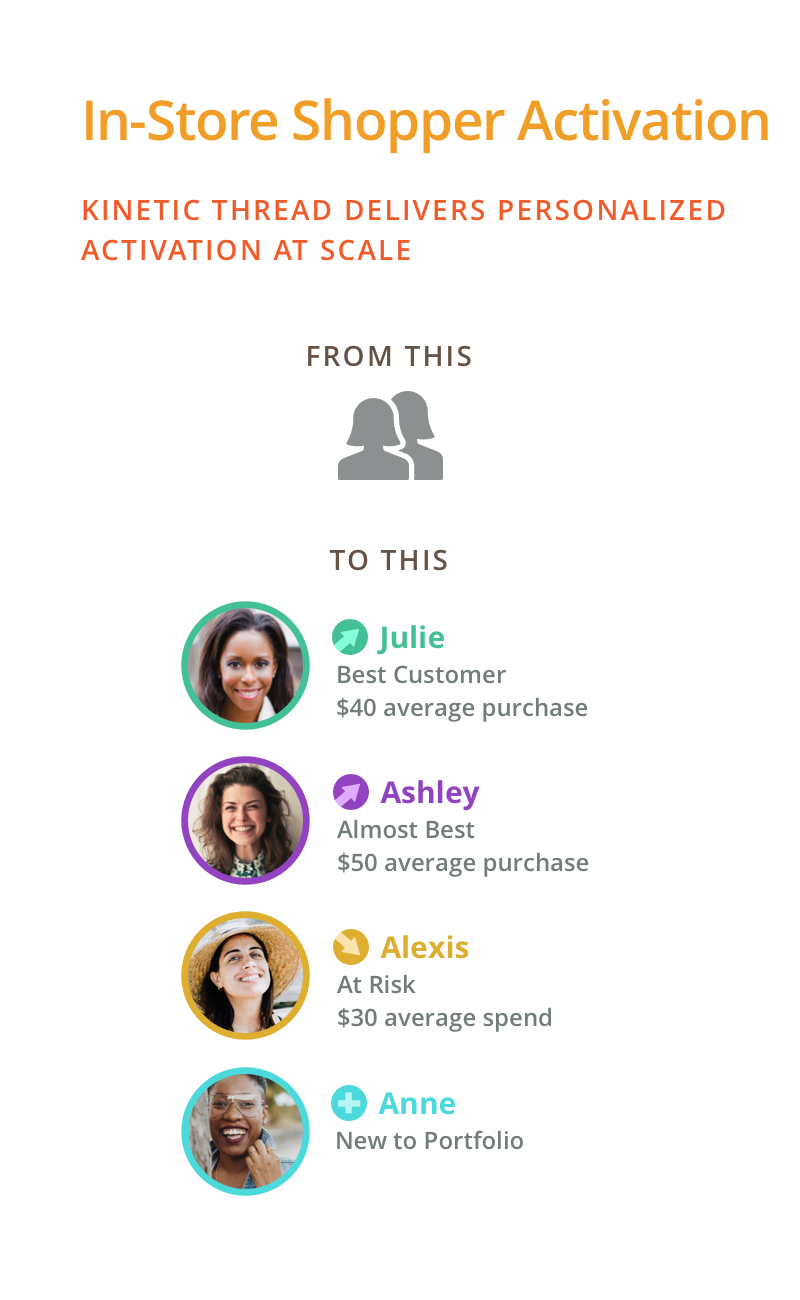 In-Store Shopper Activation
KINETIC THREAD DELIVERS PERSONALIZED
ACTIVATION AT SCALE
FROM THIS
TO THIS
Julie
Best Customer
$40 average purchase
Ashley
Almost Best
$50 average purchase
Alexis
At Risk
$30 average spend
Anne
New to Portfolio